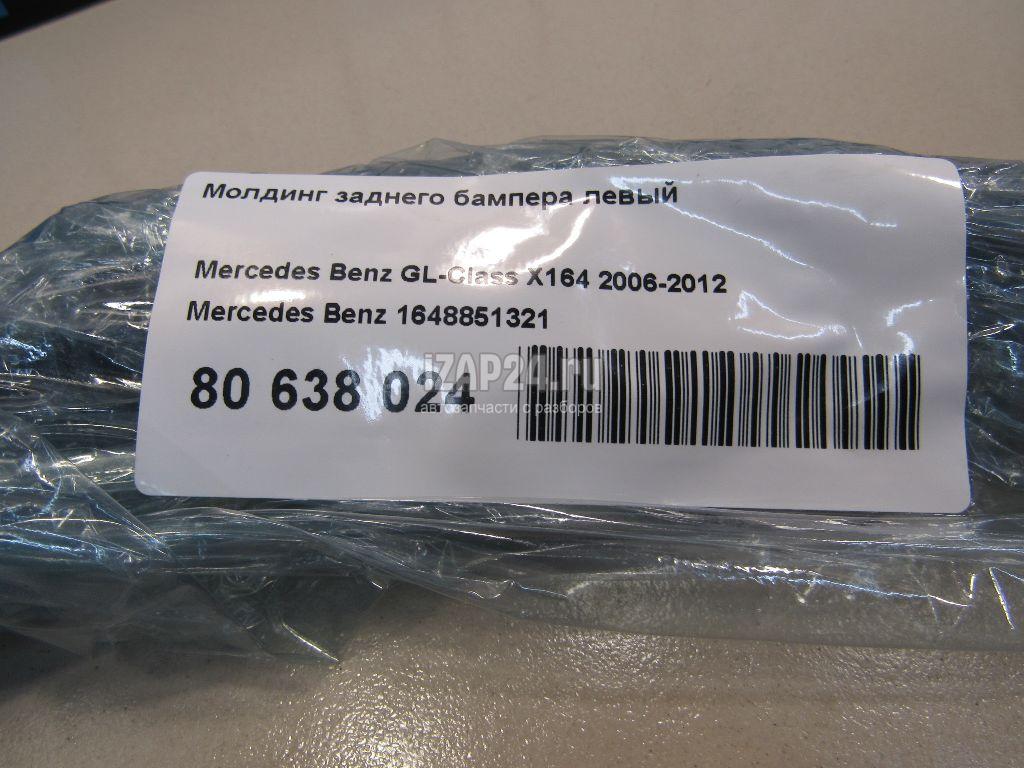 Молдинг заднего бампера левый
Mercedes Benz GL-Class X164 2006-2012
Mercedes Benz 1648851321
iZAP24.ru
80 638 024
автозапчасти с разборов